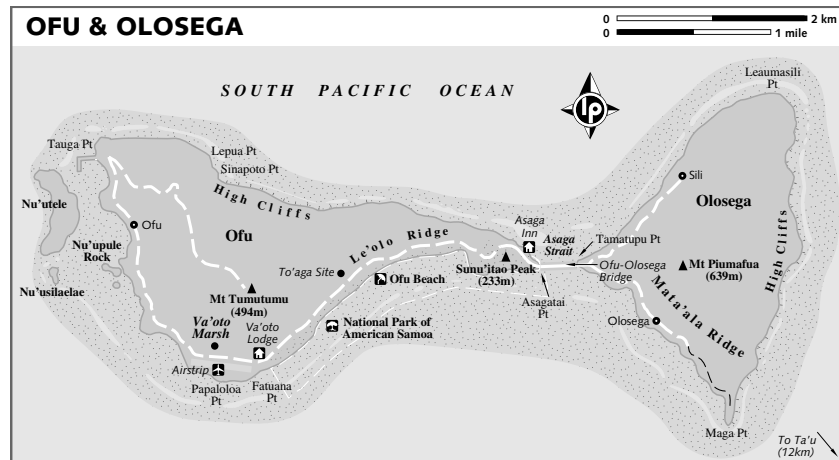 OFU & OLOSEGA
0 2 km
0 1 mile
SOUTH PACIFIC OCEAN
lp
Leaumasili
Pt
Tauga Pt
Lepua Pt
Sinapoto Pt
High Cliffs
Sili
Nu'utele
Ofu
Ofu
Le'olo Ridge
Asaga
Inn
Asaga
Strait
Tamatupu Pt
Olosega
High Cliffs
Nu'upule
Rock
To'aga Site
Ofu Beach
Sunu'itao Peak
(233m)
Ofu-Olosega
Bridge
Mt Piumafua
(639m)
Nu'usilaelae
Mt Tumutumu
(494m)
Asagatai
Pt
Mata'ala Ridge
Va'oto
Marsh
Va'oto
Lodge
National Park of
American Samoa
Olosega
Airstrip
Papaloloa
Pt
Fatuana
Pt
Maga Pt
To Ta'u
(12km)